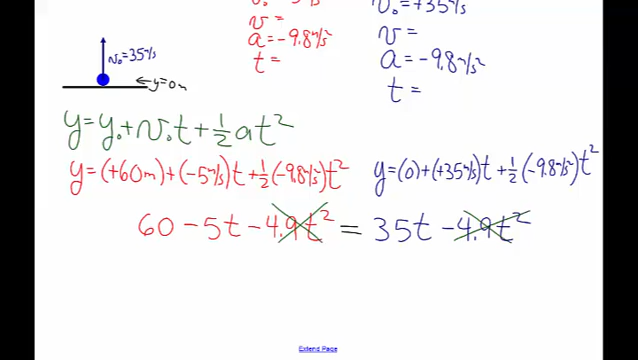 v₀=+35m/s
v= v=
a=-9.8m/s² a=-9.8m/s²
t= t=
v₀=35m/s
←y=0m
y=y₀+v₀t+½at²
y=(+60m)+(-5m/s)t+½(-9.8m/s²)t² y=(0)+(+35m/s)t+½(-9.8m/s²)t²
60-5t-4.9t²=35t-4.9t²
Extend Page